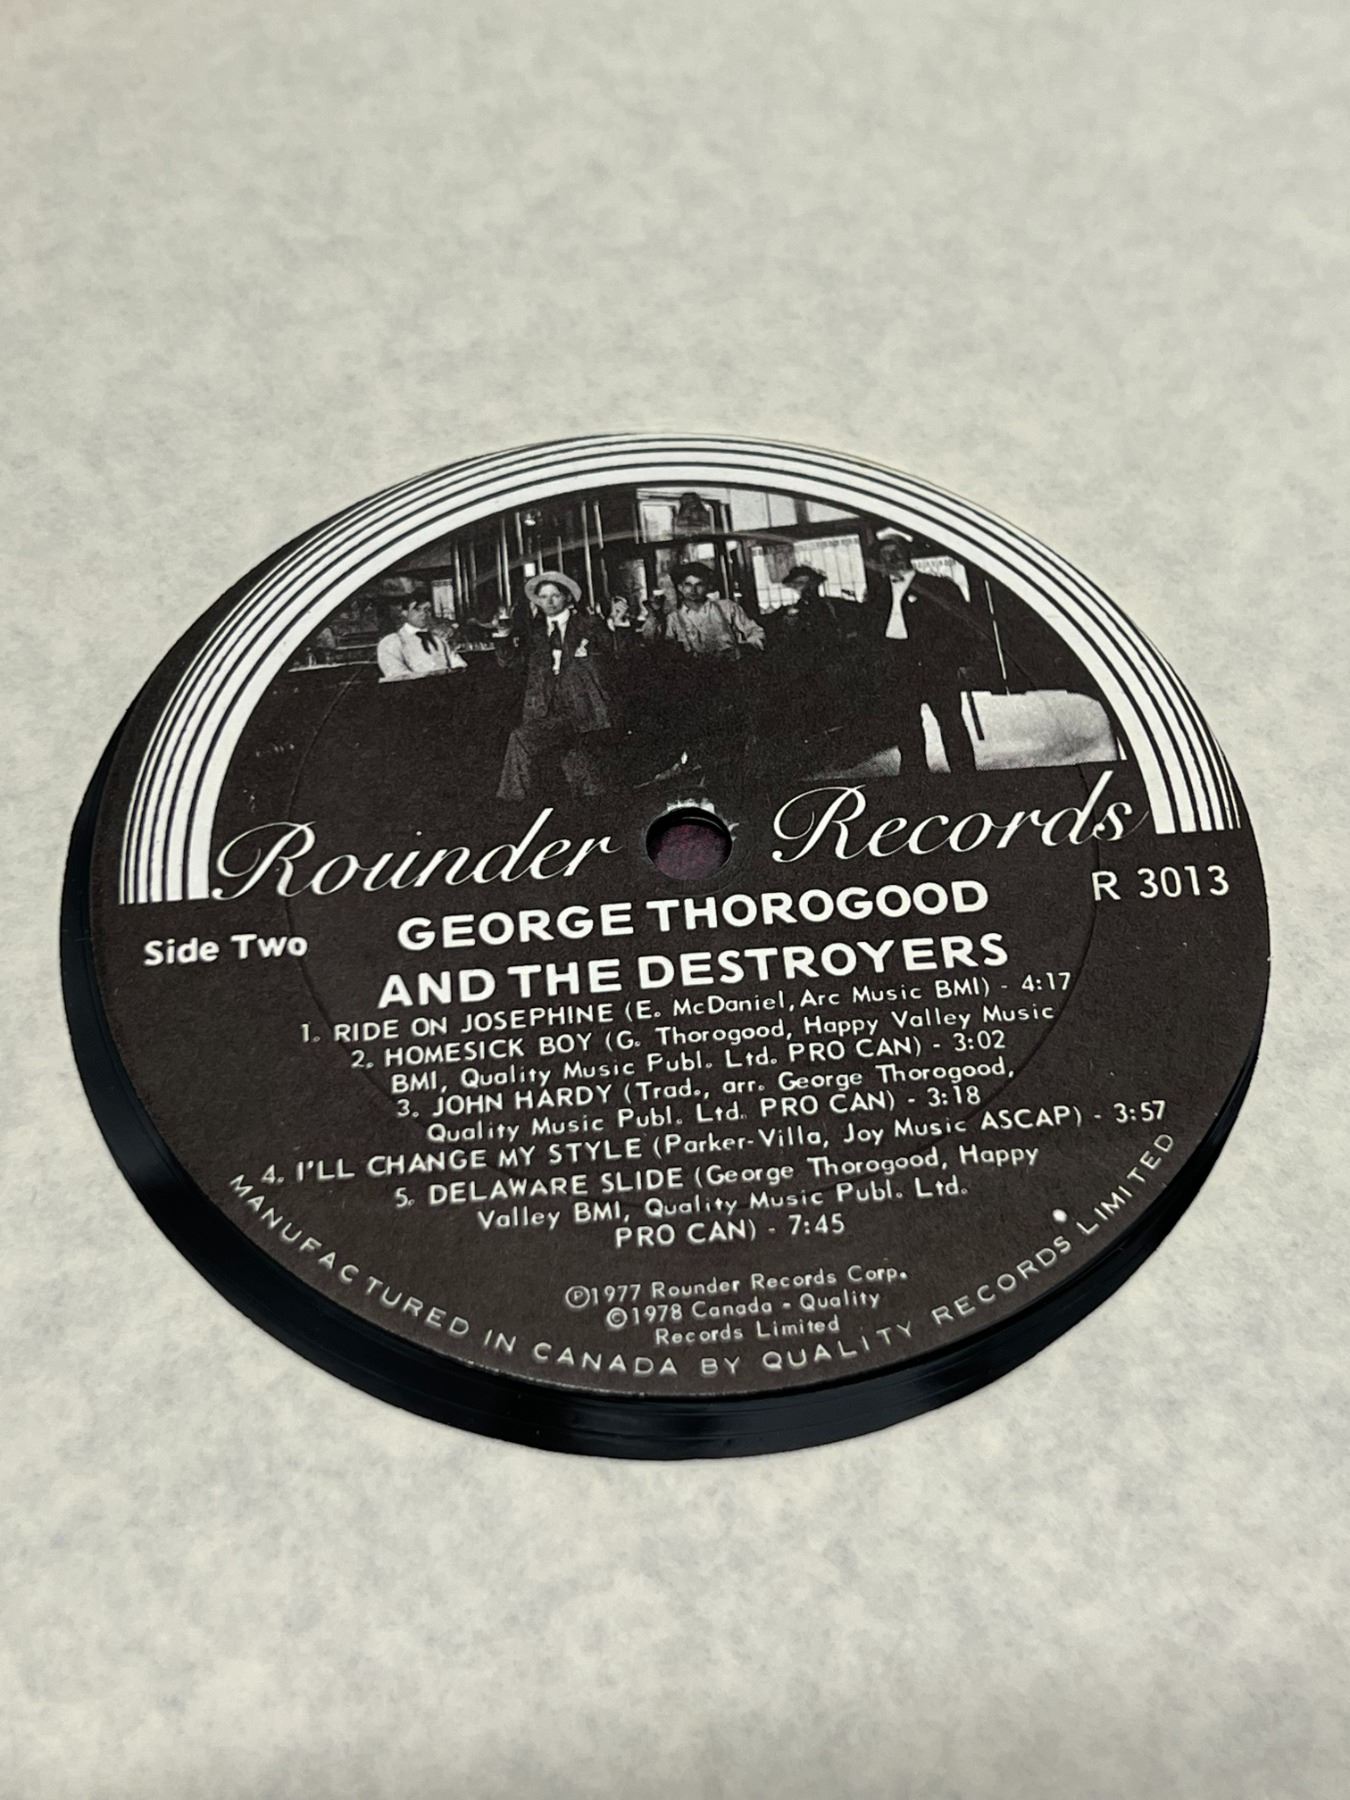 Rounder Records
R 3013
Side Two
GEORGE THOROGOOD
AND THE DESTROYERS
1. RIDE ON JOSEPHINE (E. McDaniel, Arc Music BMI) - 4:17
2. HOMESICK BOY (G. Thorogood, Happy Valley Music
BMI, Quality Music Publ. Ltd. PRO CAN) - 3:02
3. JOHN HARDY (Trad., arr. George Thorogood,
Quality Music Publ. Ltd. PRO CAN) - 3:18
4. I'LL CHANGE MY STYLE (Parker-Villa, Joy Music ASCAP) - 3:57
5. DELAWARE SLIDE (George Thorogood, Happy
Valley BMI, Quality Music Publ. Ltd.
PRO CAN) - 7:45
Ⓟ1977 Rounder Records Corp.
©1978 Canada - Quality
Records Limited
MANUFACTURED IN CANADA BY QUALITY RECORDS LIMITED